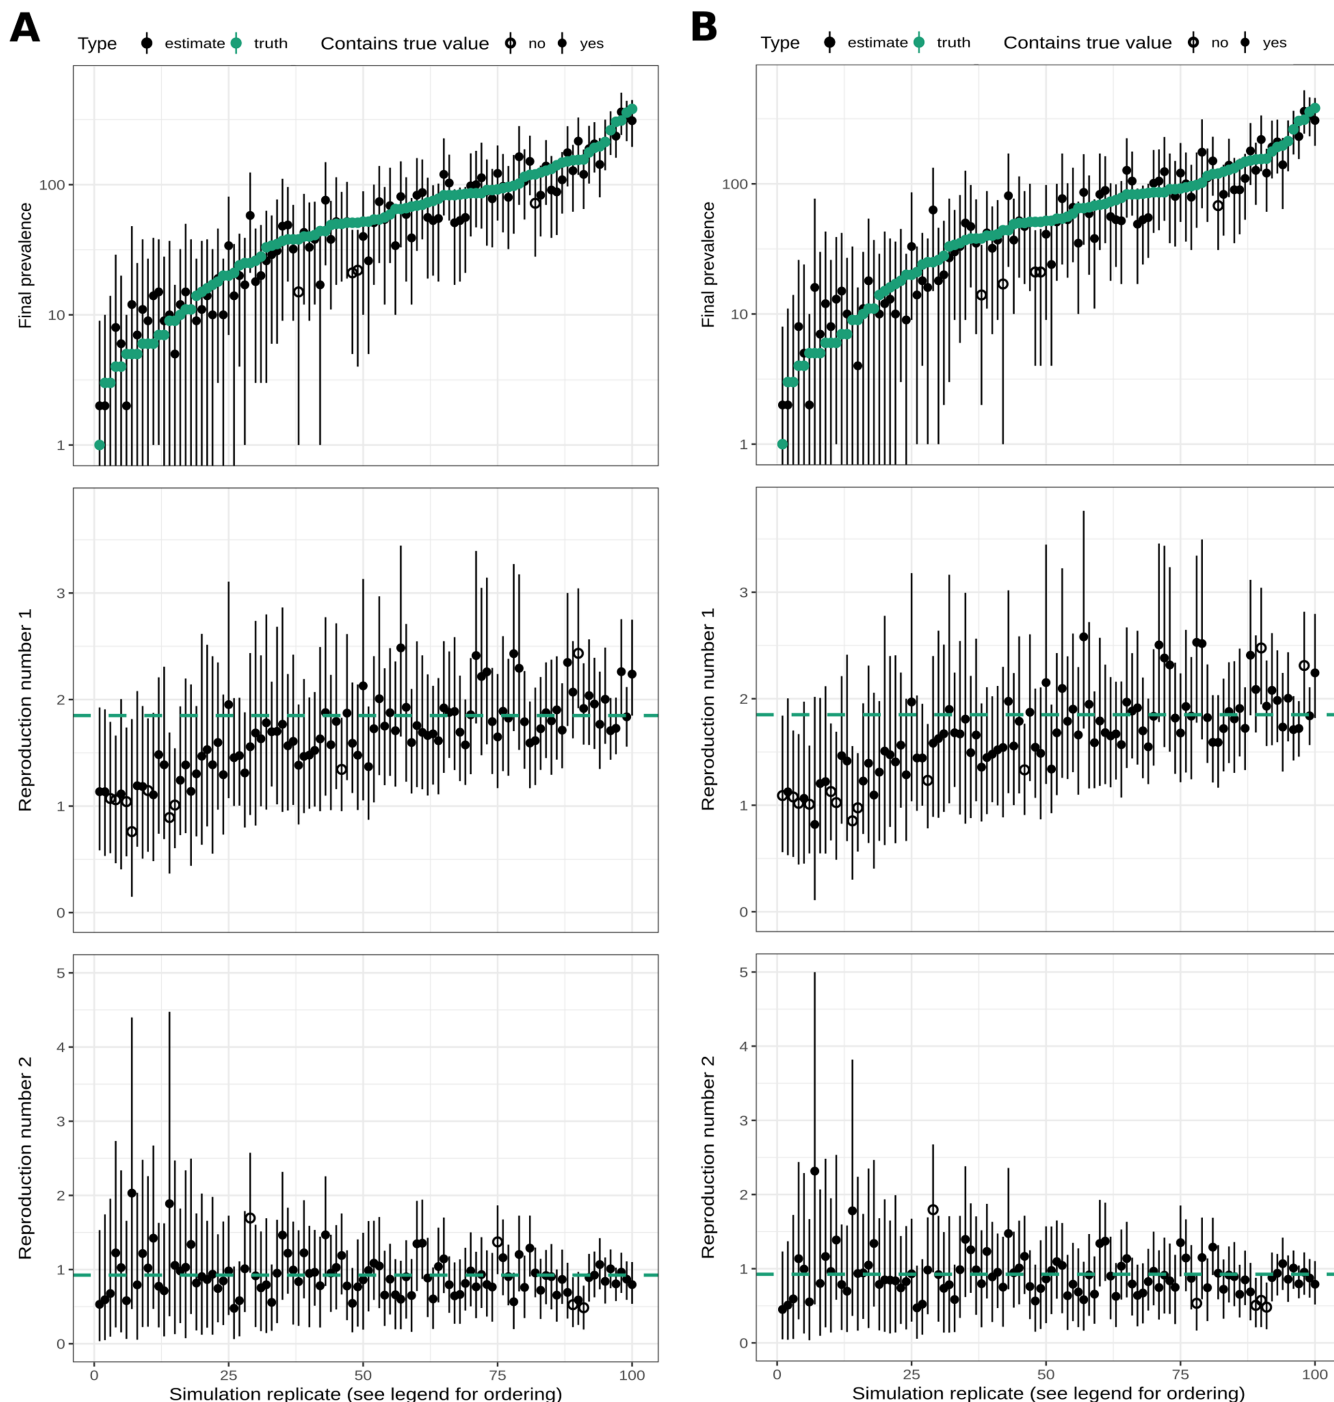 A
Type estimate truth Contains true value no yes
100
10
1
Final prevalence
3
2
1
0
Reproduction number 1
5
4
3
2
1
0
Reproduction number 2
0 25 50 75 100
Simulation replicate (see legend for ordering)
B
Type estimate truth Contains true value no yes
100
10
1
Final prevalence
3
2
1
0
Reproduction number 1
5
4
3
2
1
0
Reproduction number 2
0 25 50 75 100
Simulation replicate (see legend for ordering)